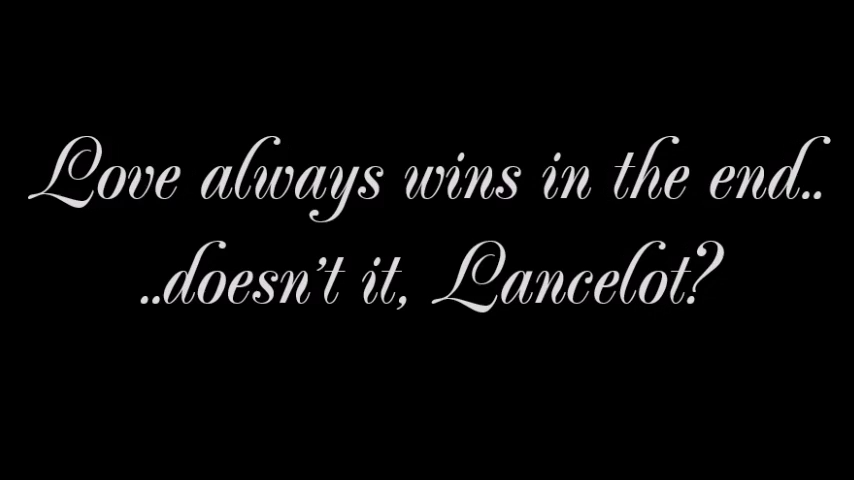 Love always wins in the end..
..doesn't it, Lancelot?